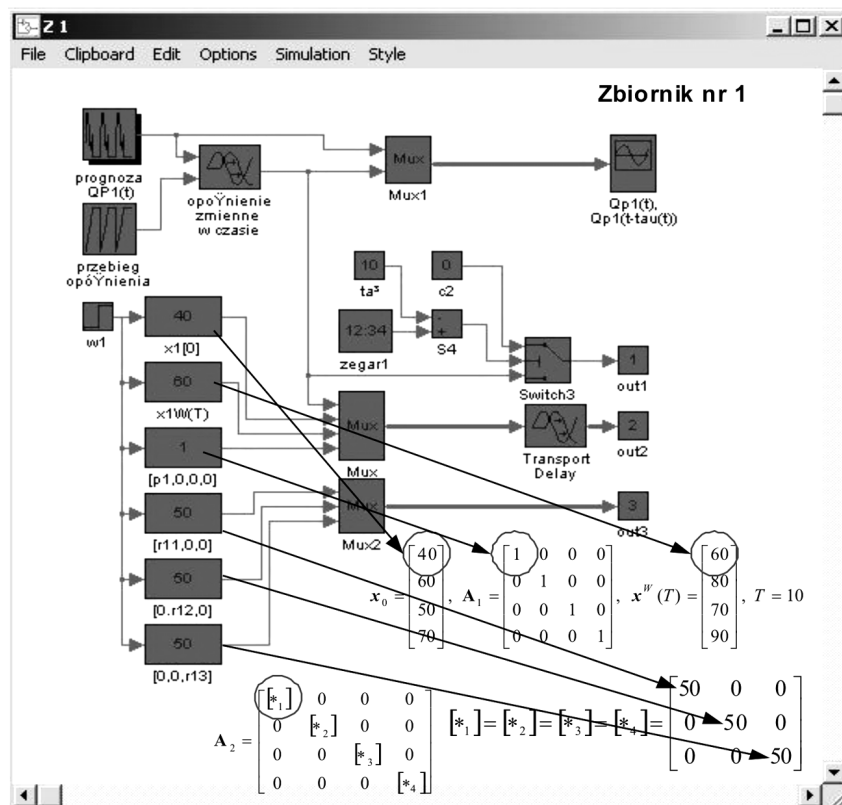 Z 1
File Clipboard Edit Options Simulation Style
Zbiornik nr 1
prognoza
QP1(t)
opoŸnienie
zmienne
w czasie
Mux
Mux1
Qp1(t),
Qp1(t-tau(t))
przebieg
opóŸnienia
10
ta³
0
c2
12:34
zegar1
-
+
S4
Switch3
1
out1
w1
40
x1[0]
60
x1W(T)
1
[p1,0,0,0]
50
[r11,0,0]
50
[0.r12,0]
50
[0,0,r13]
Mux
Mux
Transport
Delay
2
out2
Mux
Mux2
3
out3
x₀ = [40 60 50 70], A₁ = [1 0 0 0
0 1 0 0
0 0 1 0
0 0 0 1], xᵂ(T) = [60 80 70 90], T = 10
A₂ = [[*₁] 0 0 0
0 [*₂] 0 0
0 0 [*₃] 0
0 0 0 [*₄]]
[*₁] = [*₂] = [*₃] = [*₄] = [50 0 0
0 50 0
0 0 50]